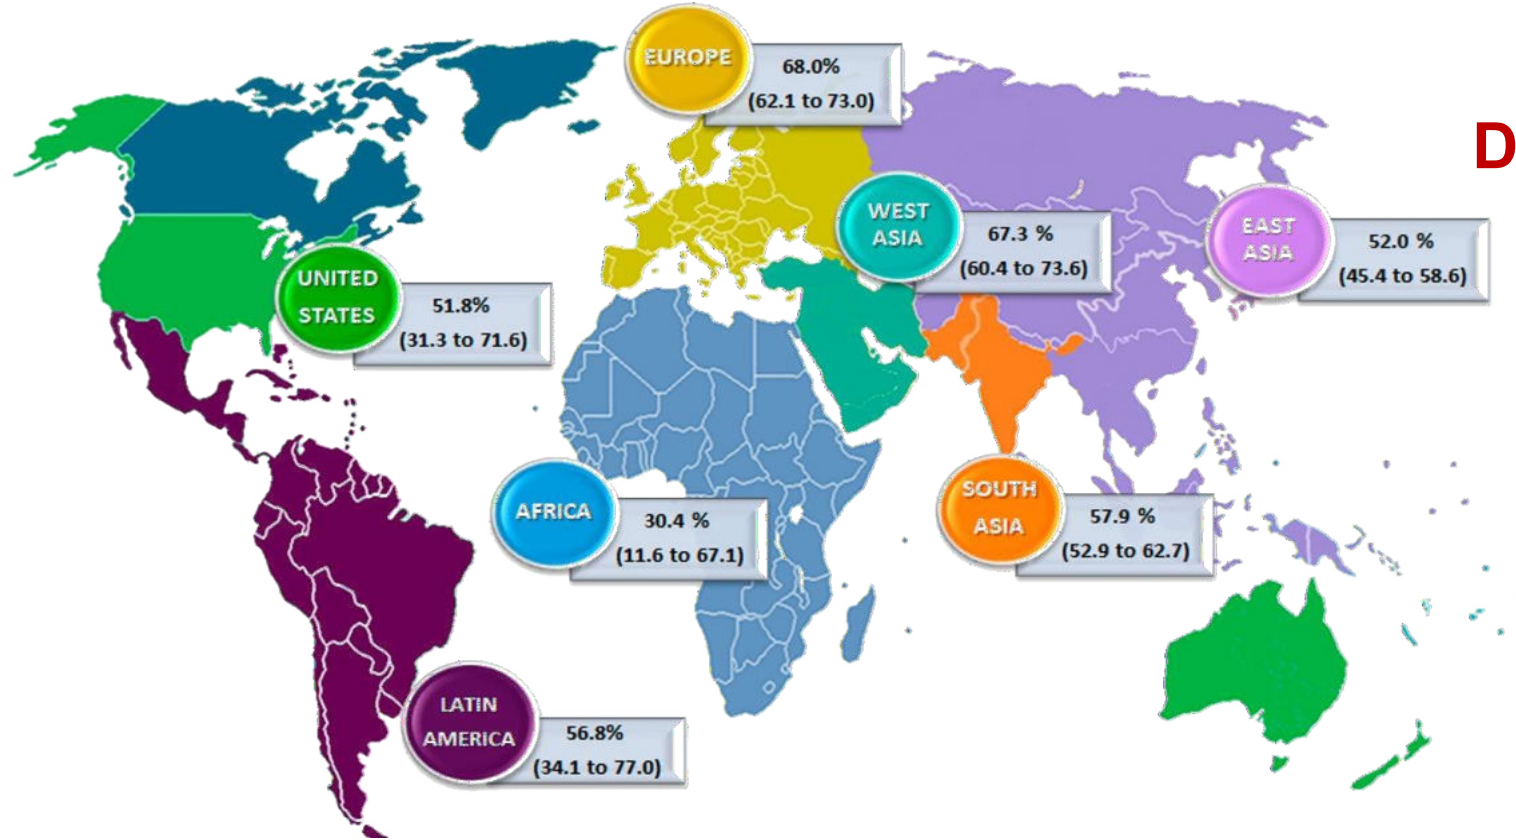 EUROPE
68.0%
(62.1 to 73.0)
D
WEST
ASIA
67.3 %
(60.4 to 73.6)
EAST
ASIA
52.0 %
(45.4 to 58.6)
UNITED
STATES
51.8%
(31.3 to 71.6)
AFRICA
30.4 %
(11.6 to 67.1)
SOUTH
ASIA
57.9 %
(52.9 to 62.7)
LATIN
AMERICA
56.8%
(34.1 to 77.0)